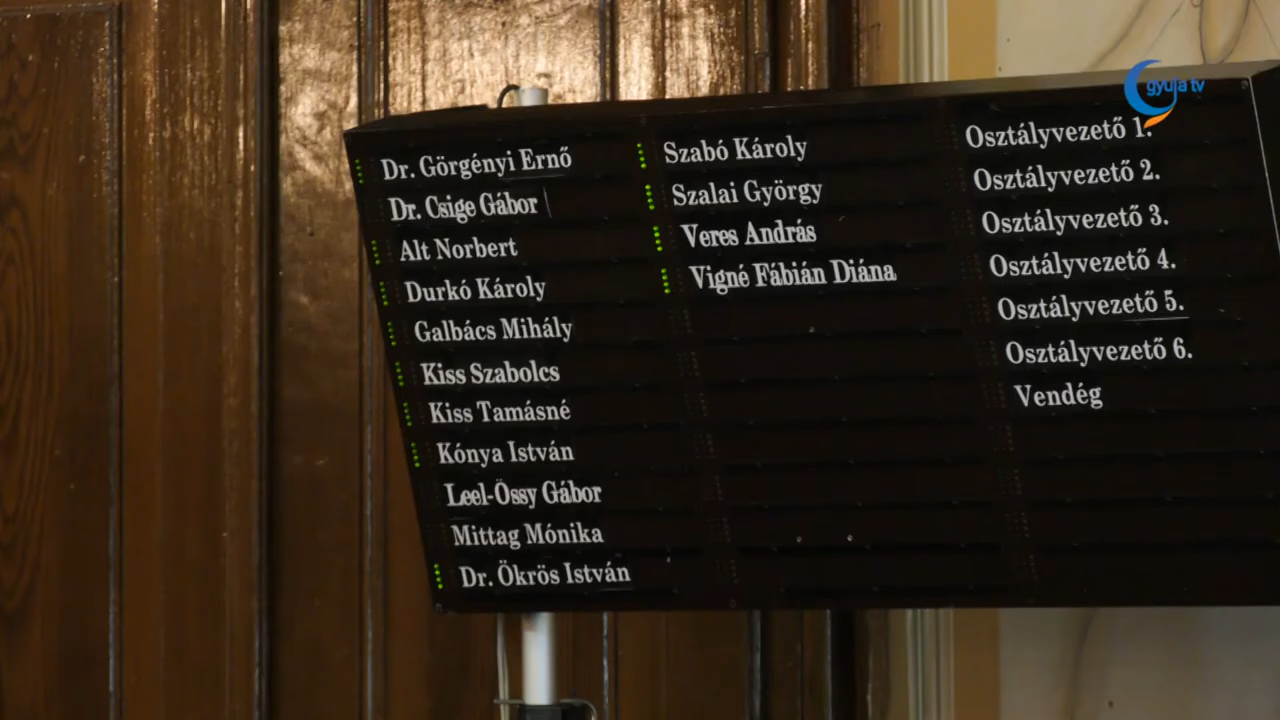 gyula tv
Dr. Görgényi Ernő
Dr. Csige Gábor
Alt Norbert
Durkó Károly
Galbács Mihály
Kiss Szabolcs
Kiss Tamásné
Kónya István
Leel-Őssy Gábor
Mittag Mónika
Dr. Ökrös István
Szabó Károly
Szalai György
Veres András
Vigné Fábián Diána
Osztályvezető 1.
Osztályvezető 2.
Osztályvezető 3.
Osztályvezető 4.
Osztályvezető 5.
Osztályvezető 6.
Vendég